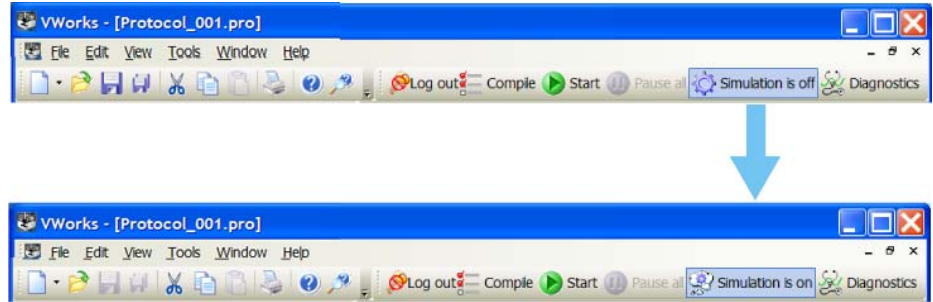 VWorks - [Protocol_001.pro]
File Edit View Tools Window Help
Log out Compile Start Pause all Simulation is off Diagnostics
VWorks - [Protocol_001.pro]
File Edit View Tools Window Help
Log out Compile Start Pause all Simulation is on Diagnostics